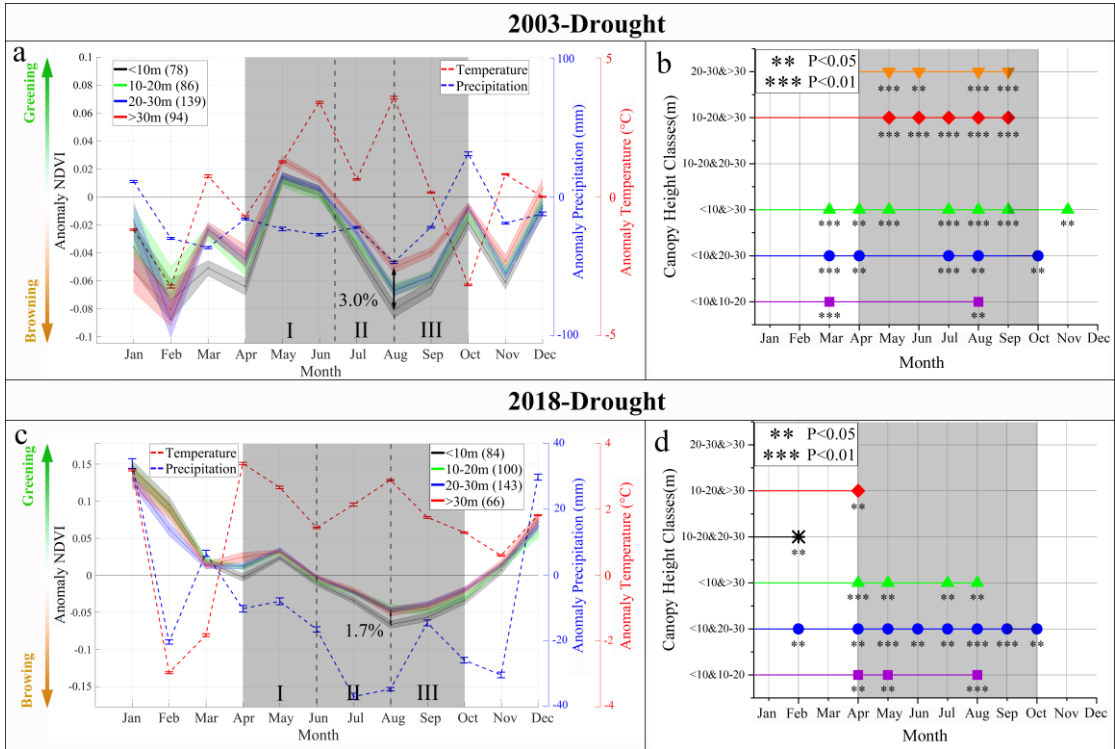 2003-Drought
a
Greening
Browning
Anomaly NDVI
0.1
0.08
0.06
0.04
0.02
0
-0.02
-0.04
-0.06
-0.08
-0.1
<10m (78)
10-20m (86)
20-30m (139)
>30m (94)
Temperature
Precipitation
3.0%
I
II
III
Jan Feb Mar Apr May Jun Jul Aug Sep Oct Nov Dec
Month
100
0
-100
Anomaly Precipitation (mm)
5
0
-5
Anomaly Temperature (°C)
b
** P<0.05
*** P<0.01
Canopy Height Classes(m)
20-30&>30
*** ** *** ***
10-20&>30
*** *** *** *** ***
10-20&20-30
<10&>30
*** ** *** *** *** *** **
<10&20-30
*** ** *** ** **
<10&10-20
*** **
Jan Feb Mar Apr May Jun Jul Aug Sep Oct Nov Dec
Month
2018-Drought
c
Greening
Browing
Anomaly NDVI
0.15
0.1
0.05
0
-0.05
-0.1
-0.15
Temperature
Precipitation
<10m (84)
10-20m (100)
20-30m (143)
>30m (66)
1.7%
I
II
III
Jan Feb Mar Apr May Jun Jul Aug Sep Oct Nov Dec
Month
40
20
0
-20
-40
Anomaly Precipitation (mm)
4
2
0
-2
-4
Anomaly Temperature (°C)
d
** P<0.05
*** P<0.01
Canopy Height Classes(m)
20-30&>30
10-20&>30
**
10-20&20-30
**
<10&>30
*** ** ** **
<10&20-30
** ** *** ** ** ** *** **
<10&10-20
** ** ***
Jan Feb Mar Apr May Jun Jul Aug Sep Oct Nov Dec
Month